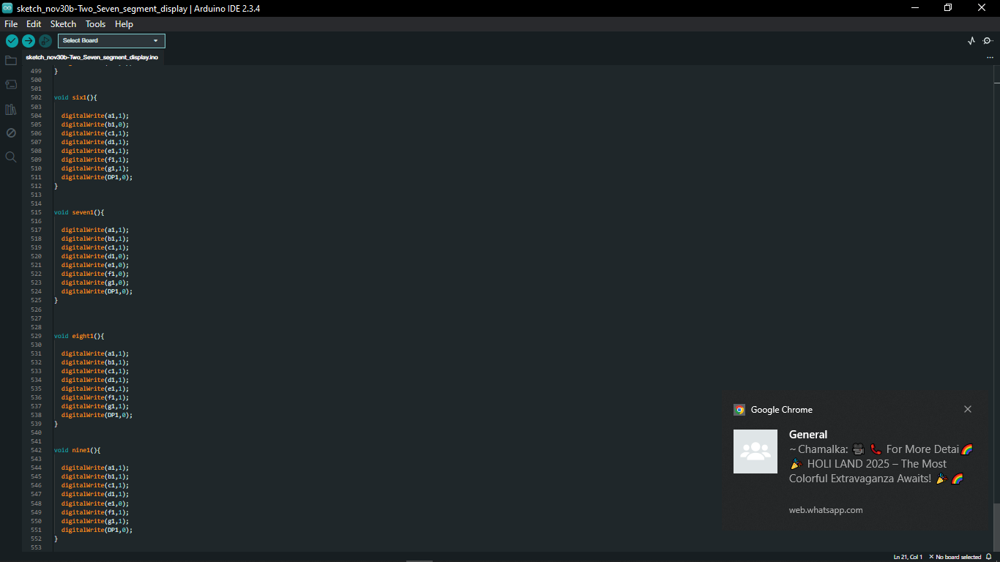 sketch_nov30b-Two_Seven_segment_display | Arduino IDE 2.3.4
File Edit Sketch Tools Help
Select Board
sketch_nov30b-Two_Seven_segment_display.ino
499 }
500
501
502 void six1(){
503
504 digitalWrite(a1,1);
505 digitalWrite(b1,0);
506 digitalWrite(c1,1);
507 digitalWrite(d1,1);
508 digitalWrite(e1,1);
509 digitalWrite(f1,1);
510 digitalWrite(g1,1);
511 digitalWrite(DP1,0);
512 }
513
514
515 void seven1(){
516
517 digitalWrite(a1,1);
518 digitalWrite(b1,1);
519 digitalWrite(c1,1);
520 digitalWrite(d1,0);
521 digitalWrite(e1,0);
522 digitalWrite(f1,0);
523 digitalWrite(g1,0);
524 digitalWrite(DP1,0);
525 }
526
527
528
529 void eight1(){
530
531 digitalWrite(a1,1);
532 digitalWrite(b1,1);
533 digitalWrite(c1,1);
534 digitalWrite(d1,1);
535 digitalWrite(e1,1);
536 digitalWrite(f1,1);
537 digitalWrite(g1,1);
538 digitalWrite(DP1,0);
539 }
540
541
542 void nine1(){
543
544 digitalWrite(a1,1);
545 digitalWrite(b1,1);
546 digitalWrite(c1,1);
547 digitalWrite(d1,1);
548 digitalWrite(e1,0);
549 digitalWrite(f1,1);
550 digitalWrite(g1,1);
551 digitalWrite(DP1,0);
552 }
553
Google Chrome
General
~ Chamalka: 🎥 📞 For More Detai🌈
🎉 HOLI LAND 2025 – The Most
Colorful Extravaganza Awaits! 🎉 🌈
web.whatsapp.com
Ln 21, Col 1 × No board selected